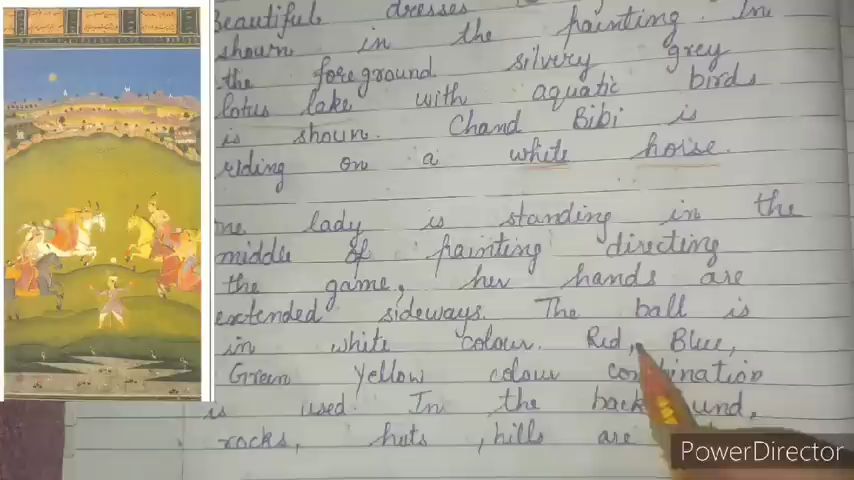 Beautiful dresses
shown in the painting. In
the foreground silvery grey
lotus lake with aquatic birds
is shown. Chand Bibi is
riding on a white horse.
ne lady is standing in the
middle of painting directing
the game, her hands are
extended sideways. The ball is
in white colour. Red, Blue,
Green yellow colour combination
is used. In the background,
rocks, huts, hills are
PowerDirector